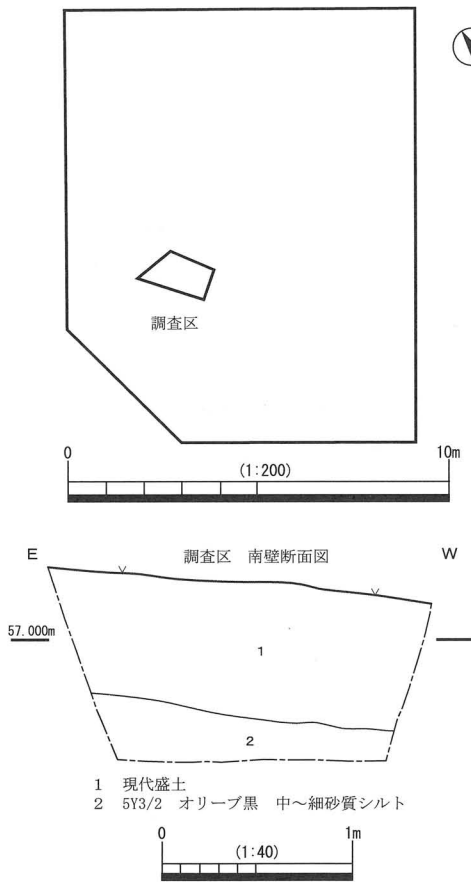 調査区
0 10m
(1:200)
調査区 南壁断面図
E W
57.000m
1
2
1 現代盛土
2 5Y3/2 オリーブ黒 中～細砂質シルト
0 1m
(1:40)